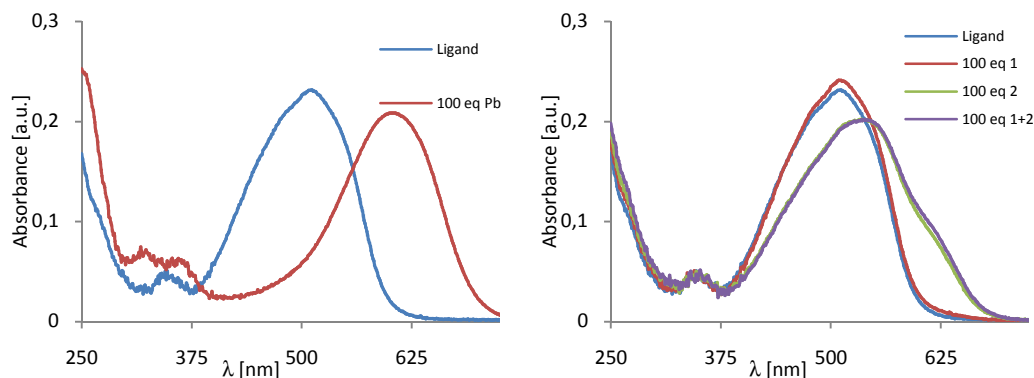 0,3
0,2
0,1
0
Absorbance [a.u.]
250
375
500
625
λ [nm]
Ligand
100 eq Pb
0,3
0,2
0,1
0
Absorbance [a.u.]
250
375
500
625
λ [nm]
Ligand
100 eq 1
100 eq 2
100 eq 1+2